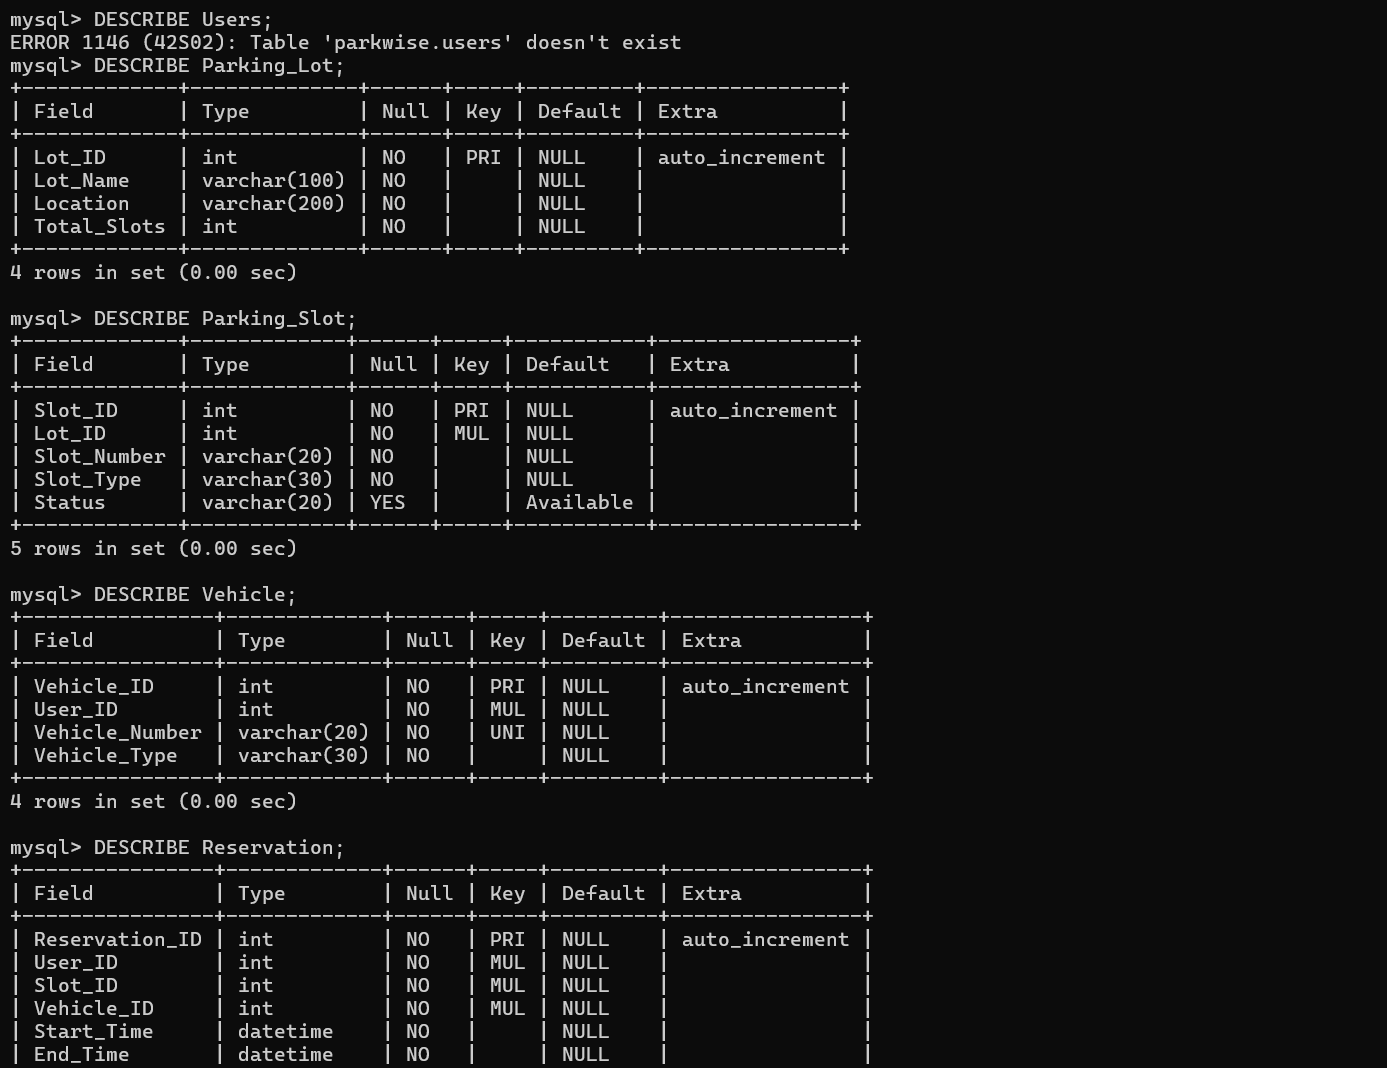 mysql> DESCRIBE Users;
ERROR 1146 (42S02): Table 'parkwise.users' doesn't exist
mysql> DESCRIBE Parking_Lot;
+-------------+--------------+------+-----+---------+----------------+
| Field       | Type         | Null | Key | Default | Extra          |
+-------------+--------------+------+-----+---------+----------------+
| Lot_ID      | int          | NO   | PRI | NULL    | auto_increment |
| Lot_Name    | varchar(100) | NO   |     | NULL    |                |
| Location    | varchar(200) | NO   |     | NULL    |                |
| Total_Slots | int          | NO   |     | NULL    |                |
+-------------+--------------+------+-----+---------+----------------+
4 rows in set (0.00 sec)

mysql> DESCRIBE Parking_Slot;
+-------------+-------------+------+-----+-----------+----------------+
| Field       | Type        | Null | Key | Default   | Extra          |
+-------------+-------------+------+-----+-----------+----------------+
| Slot_ID     | int         | NO   | PRI | NULL      | auto_increment |
| Lot_ID      | int         | NO   | MUL | NULL      |                |
| Slot_Number | varchar(20) | NO   |     | NULL      |                |
| Slot_Type   | varchar(30) | NO   |     | NULL      |                |
| Status      | varchar(20) | YES  |     | Available |                |
+-------------+-------------+------+-----+-----------+----------------+
5 rows in set (0.00 sec)

mysql> DESCRIBE Vehicle;
+----------------+-------------+------+-----+---------+----------------+
| Field          | Type        | Null | Key | Default | Extra          |
+----------------+-------------+------+-----+---------+----------------+
| Vehicle_ID     | int         | NO   | PRI | NULL    | auto_increment |
| User_ID        | int         | NO   | MUL | NULL    |                |
| Vehicle_Number | varchar(20) | NO   | UNI | NULL    |                |
| Vehicle_Type   | varchar(30) | NO   |     | NULL    |                |
+----------------+-------------+------+-----+---------+----------------+
4 rows in set (0.00 sec)

mysql> DESCRIBE Reservation;
+----------------+-------------+------+-----+---------+----------------+
| Field          | Type        | Null | Key | Default | Extra          |
+----------------+-------------+------+-----+---------+----------------+
| Reservation_ID | int         | NO   | PRI | NULL    | auto_increment |
| User_ID        | int         | NO   | MUL | NULL    |                |
| Slot_ID        | int         | NO   | MUL | NULL    |                |
| Vehicle_ID     | int         | NO   | MUL | NULL    |                |
| Start_Time     | datetime    | NO   |     | NULL    |                |
| End_Time       | datetime    | NO   |     | NULL    |                |